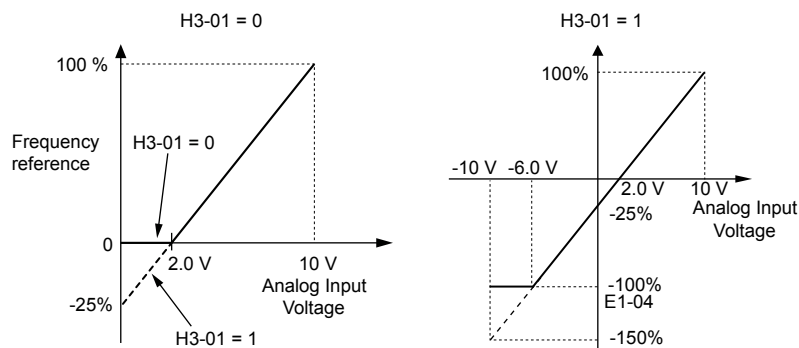 H3-01 = 0
100 %
Frequency
reference
H3-01 = 0
0
2.0 V
10 V
Analog Input
Voltage
-25%
H3-01 = 1
H3-01 = 1
100%
-10 V
-6.0 V
2.0 V
10 V
Analog Input
Voltage
-25%
-100%
E1-04
-150%